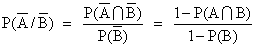 P(A̅/B̅) = P(A̅⋂B̅)/P(B̅) = 1-P(A⋂B)/1-P(B)